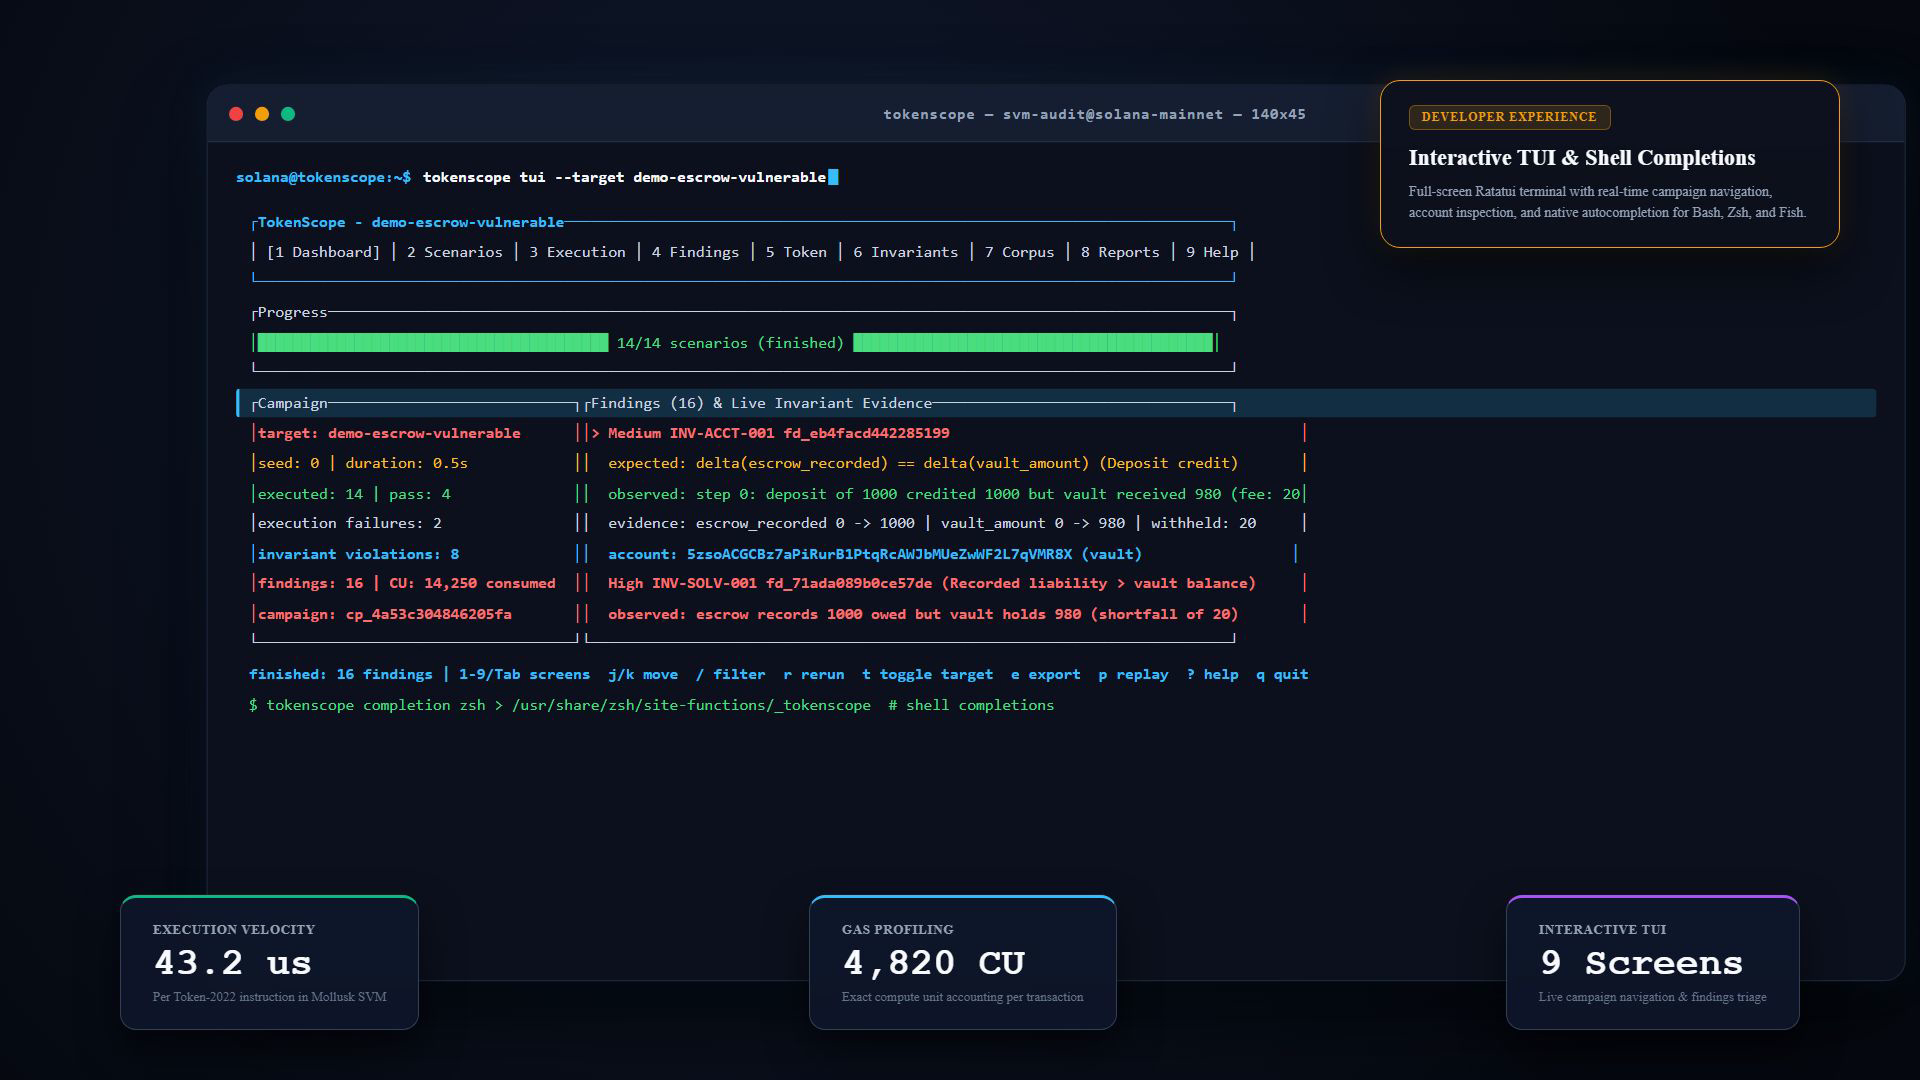 tokenscope — svm-audit@solana-mainnet — 140x45
DEVELOPER EXPERIENCE
Interactive TUI & Shell Completions
Full-screen Ratatui terminal with real-time campaign navigation,
account inspection, and native autocompletion for Bash, Zsh, and Fish.
solana@tokenscope:~$ tokenscope tui --target demo-escrow-vulnerable
TokenScope - demo-escrow-vulnerable
│ [1 Dashboard] │ 2 Scenarios │ 3 Execution │ 4 Findings │ 5 Token │ 6 Invariants │ 7 Corpus │ 8 Reports │ 9 Help │
Progress
14/14 scenarios (finished)
Campaign
target: demo-escrow-vulnerable
seed: 0 | duration: 0.5s
executed: 14 | pass: 4
execution failures: 2
invariant violations: 8
findings: 16 | CU: 14,250 consumed
campaign: cp_4a53c304846205fa
Findings (16) & Live Invariant Evidence
> Medium INV-ACCT-001 fd_eb4facd442285199
expected: delta(escrow_recorded) == delta(vault_amount) (Deposit credit)
observed: step 0: deposit of 1000 credited 1000 but vault received 980 (fee: 20
evidence: escrow_recorded 0 -> 1000 | vault_amount 0 -> 980 | withheld: 20
account: 5zsoACGCBz7aPiRurB1PtqRcAWJbMUeZwWF2L7qVMR8X (vault)
High INV-SOLV-001 fd_71ada089b0ce57de (Recorded liability > vault balance)
observed: escrow records 1000 owed but vault holds 980 (shortfall of 20)
finished: 16 findings | 1-9/Tab screens j/k move / filter r rerun t toggle target e export p replay ? help q quit
$ tokenscope completion zsh > /usr/share/zsh/site-functions/_tokenscope # shell completions
EXECUTION VELOCITY
43.2 us
Per Token-2022 instruction in Mollusk SVM
GAS PROFILING
4,820 CU
Exact compute unit accounting per transaction
INTERACTIVE TUI
9 Screens
Live campaign navigation & findings triage